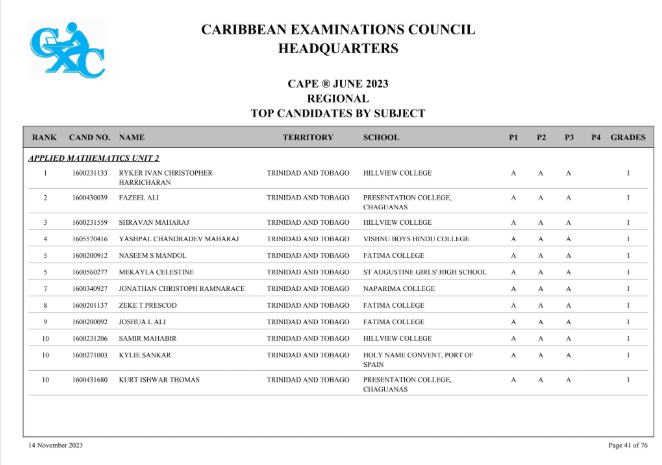 CXC
CARIBBEAN EXAMINATIONS COUNCIL
HEADQUARTERS
CAPE ® JUNE 2023
REGIONAL
TOP CANDIDATES BY SUBJECT
RANK CAND NO. NAME TERRITORY SCHOOL P1 P2 P3 P4 GRADES
APPLIED MATHEMATICS UNIT 2
1 1600231133 RYKER IVAN CHRISTOPHER TRINIDAD AND TOBAGO HILLVIEW COLLEGE A A A I
HARRICHARAN
2 1600430039 FAZEEL ALI TRINIDAD AND TOBAGO PRESENTATION COLLEGE, A A A I
CHAGUANAS
3 1600231559 SHRAVAN MAHARAJ TRINIDAD AND TOBAGO HILLVIEW COLLEGE A A A I
4 1605570416 YASHPAL CHANDRADEV MAHARAJ TRINIDAD AND TOBAGO VISHNU BOYS HINDU COLLEGE A A A I
5 1600200912 NASEEM S MANDOL TRINIDAD AND TOBAGO FATIMA COLLEGE A A A I
5 1600560277 MEKAYLA CELESTINE TRINIDAD AND TOBAGO ST AUGUSTINE GIRLS' HIGH SCHOOL A A A I
7 1600340927 JONATHAN CHRISTOPH RAMNARACE TRINIDAD AND TOBAGO NAPARIMA COLLEGE A A A I
8 1600201137 ZEKE T PRESCOD TRINIDAD AND TOBAGO FATIMA COLLEGE A A A I
9 1600200092 JOSHUA L ALI TRINIDAD AND TOBAGO FATIMA COLLEGE A A A I
10 1600231206 SAMIR MAHABIR TRINIDAD AND TOBAGO HILLVIEW COLLEGE A A A I
10 1600271003 KYLIE SANKAR TRINIDAD AND TOBAGO HOLY NAME CONVENT, PORT OF A A A I
SPAIN
10 1600431680 KURT ISHWAR THOMAS TRINIDAD AND TOBAGO PRESENTATION COLLEGE, A A A I
CHAGUANAS
14 November 2023 Page 41 of 76